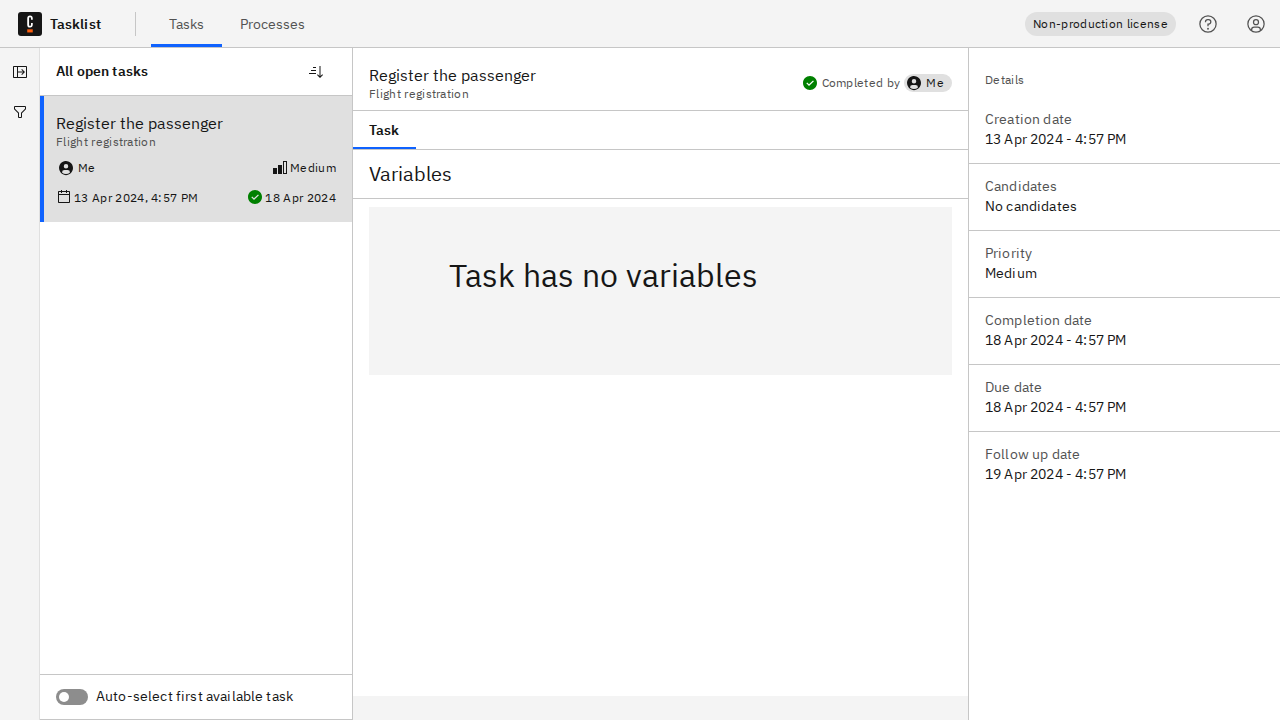 Tasklist
Tasks
Processes
Non-production license
All open tasks
Register the passenger
Flight registration
Me
Medium
13 Apr 2024, 4:57 PM
18 Apr 2024
Auto-select first available task
Register the passenger
Flight registration
Completed by
Me
Task
Variables
Task has no variables
Details
Creation date
13 Apr 2024 - 4:57 PM
Candidates
No candidates
Priority
Medium
Completion date
18 Apr 2024 - 4:57 PM
Due date
18 Apr 2024 - 4:57 PM
Follow up date
19 Apr 2024 - 4:57 PM